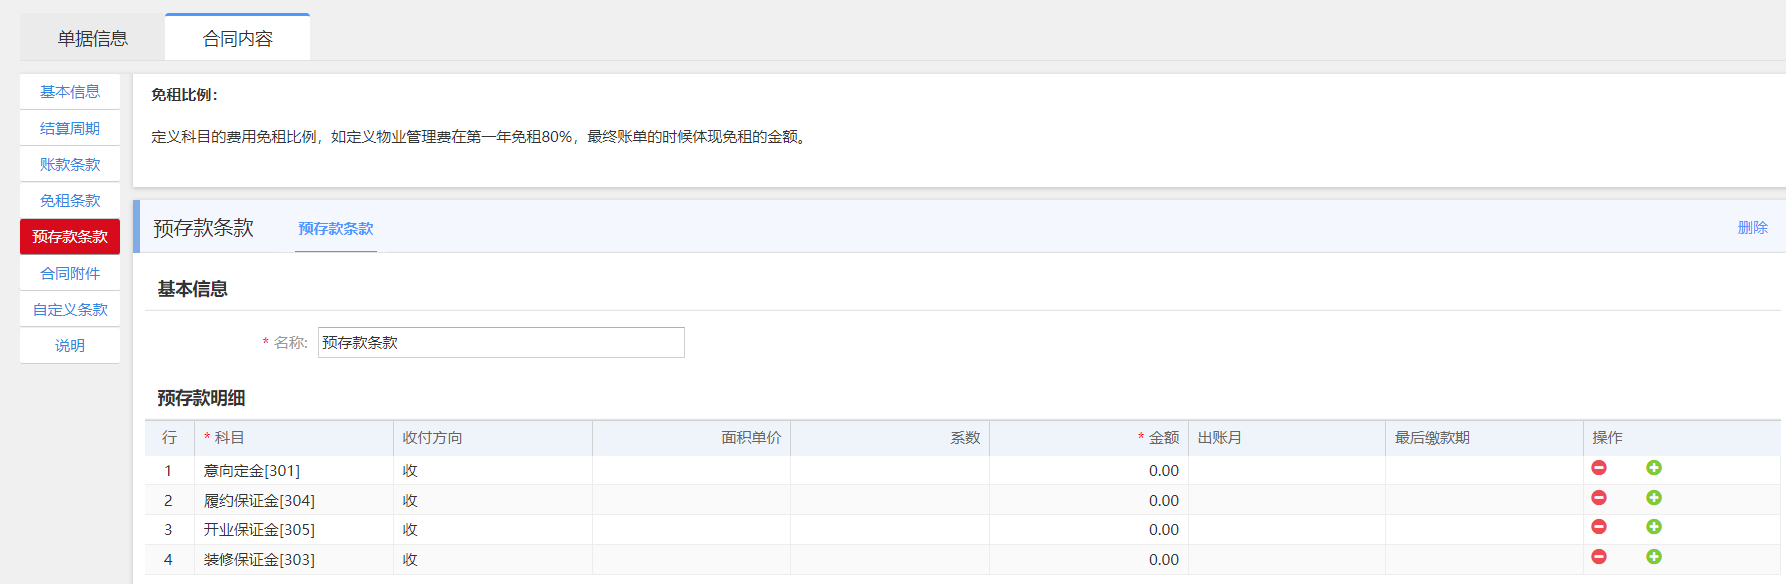 单据信息
合同内容
基本信息
结算周期
账款条款
免租条款
预存款条款
合同附件
自定义条款
说明
免租比例：
定义科目的费用免租比例，如定义物业管理费在第一年免租80%，最终账单的时候体现免租的金额。
预存款条款 预存款条款 删除
基本信息
* 名称: 预存款条款
预存款明细
行 * 科目 收付方向 面积单价 系数 * 金额 出账月 最后缴款期 操作
1 意向定金[301] 收 0.00
2 履约保证金[304] 收 0.00
3 开业保证金[305] 收 0.00
4 装修保证金[303] 收 0.00